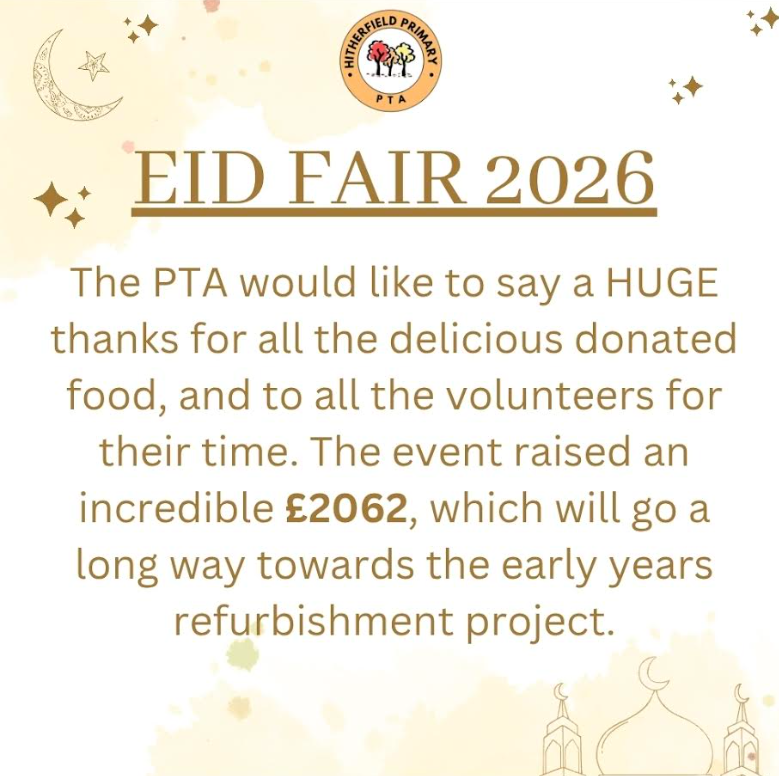 HITHERFIELD PRIMARY
PTA
EID FAIR 2026
The PTA would like to say a HUGE
thanks for all the delicious donated
food, and to all the volunteers for
their time. The event raised an
incredible £2062, which will go a
long way towards the early years
refurbishment project.